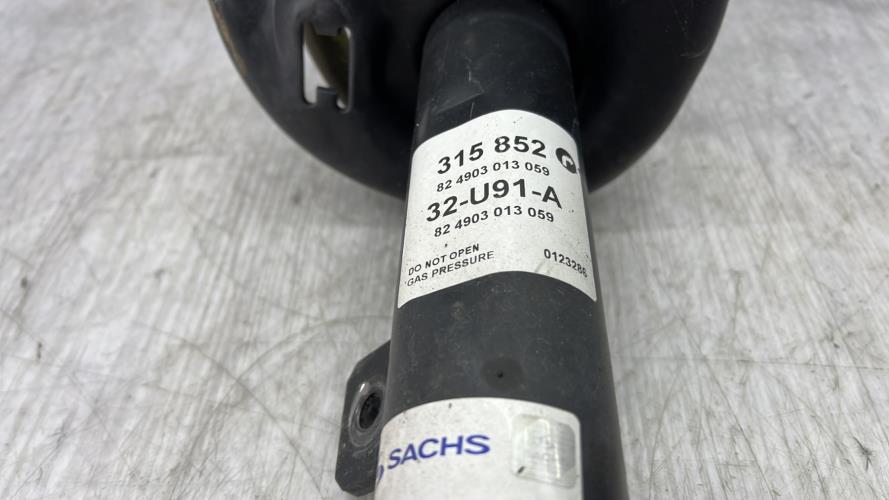 315 852
82 4903 013 059
32-U91-A
82 4903 013 059
DO NOT OPEN
GAS PRESSURE
0123286
SACHS